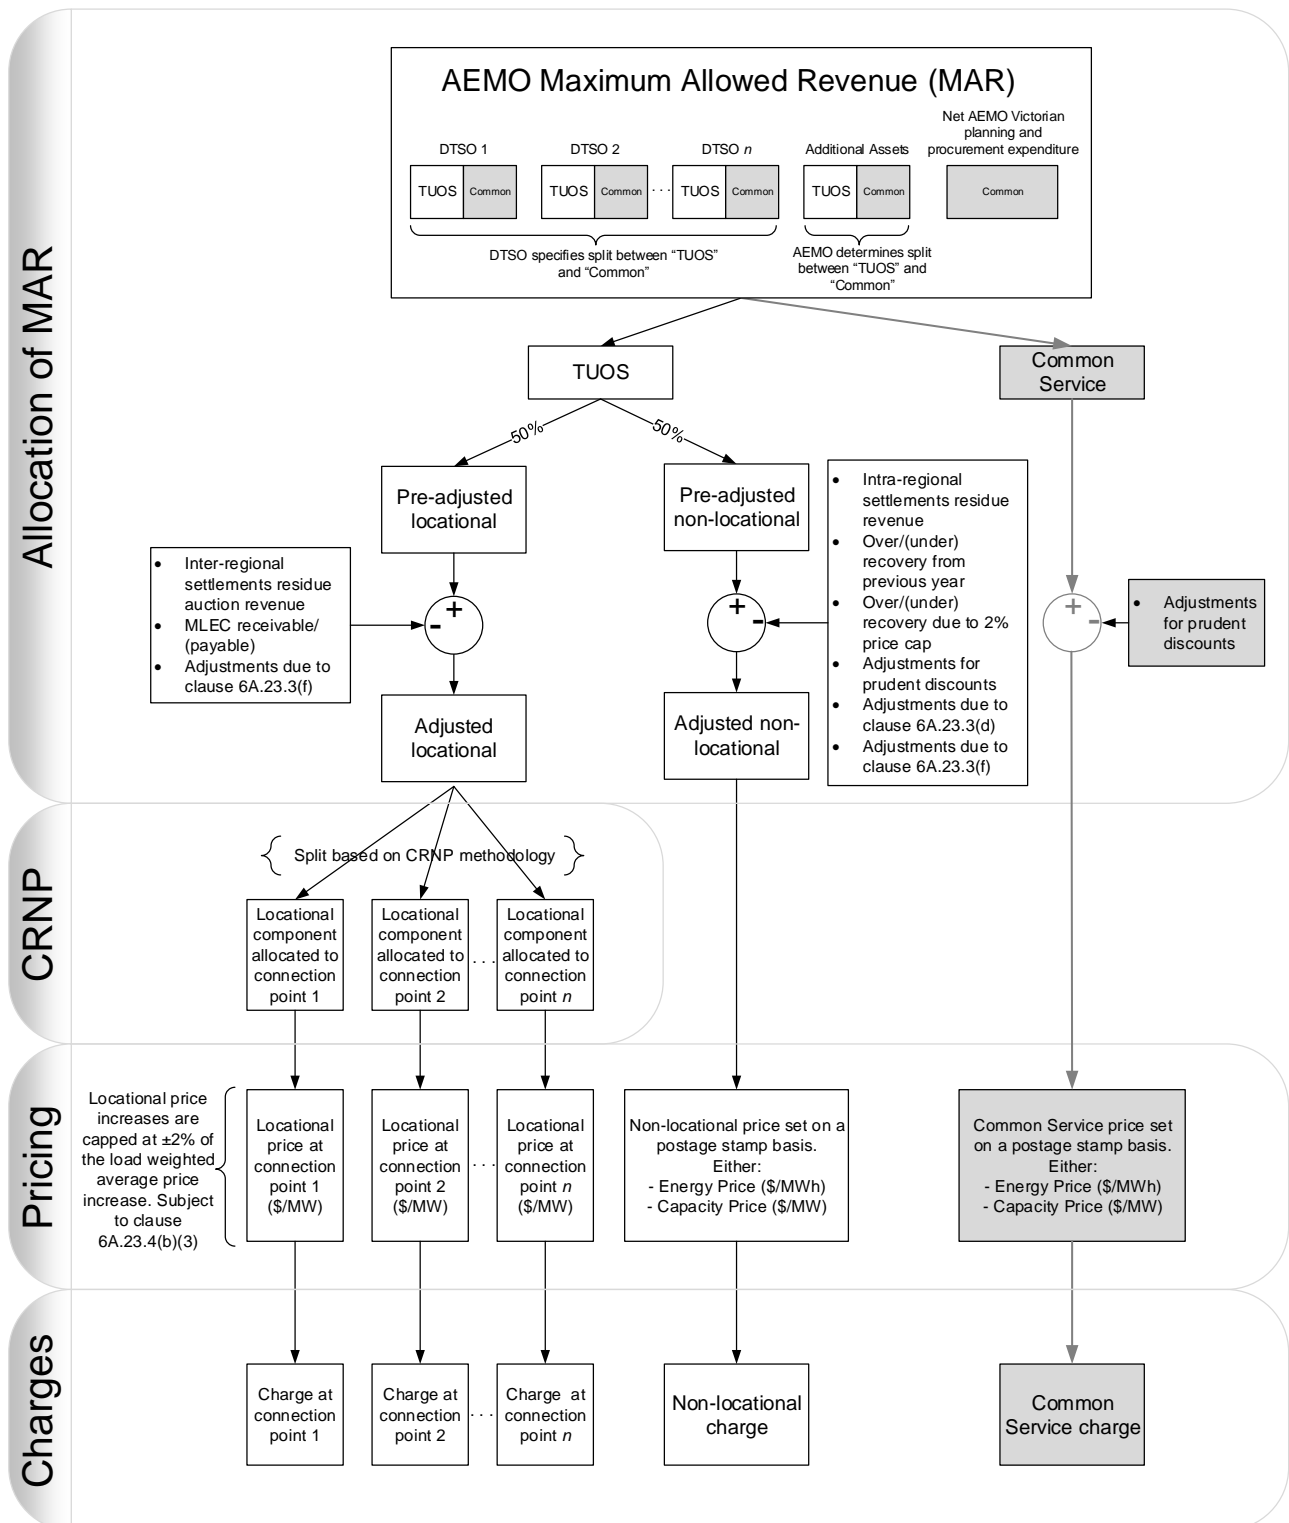 Allocation of MAR
AEMO Maximum Allowed Revenue (MAR)
DTSO 1
DTSO 2
DTSO n
Additional Assets
Net AEMO Victorian
planning and
procurement expenditure
TUOS
Common
TUOS
Common
. . .
TUOS
Common
TUOS
Common
Common
DTSO specifies split between “TUOS”
and “Common”
AEMO determines split
between “TUOS” and
“Common”
TUOS
Common
Service
50%
50%
Pre-adjusted
locational
Pre-adjusted
non-locational
• Inter-regional
settlements residue
auction revenue
• MLEC receivable/
(payable)
• Adjustments due to
clause 6A.23.3(f)
+
-
+
-
• Intra-regional
settlements residue
revenue
• Over/(under)
recovery from
previous year
• Over/(under)
recovery due to 2%
price cap
• Adjustments for
prudent discounts
• Adjustments due to
clause 6A.23.3(d)
• Adjustments due to
clause 6A.23.3(f)
+
-
• Adjustments
for prudent
discounts
Adjusted
locational
Adjusted non-
locational
CRNP
Split based on CRNP methodology
Locational
component
allocated to
connection
point 1
Locational
component
allocated to
connection
point 2
. . .
Locational
component
allocated to
connection
point n
Pricing
Locational price
increases are
capped at ±2% of
the load weighted
average price
increase. Subject
to clause
6A.23.4(b)(3)
Locational
price at
connection
point 1
($/MW)
Locational
price at
connection
point 2
($/MW)
. . .
Locational
price at
connection
point n
($/MW)
Non-locational price set on a
postage stamp basis.
Either:
- Energy Price ($/MWh)
- Capacity Price ($/MW)
Common Service price set
on a postage stamp basis.
Either:
- Energy Price ($/MWh)
- Capacity Price ($/MW)
Charges
Charge at
connection
point 1
Charge at
connection
point 2
. . .
Charge at
connection
point n
Non-locational
charge
Common
Service charge